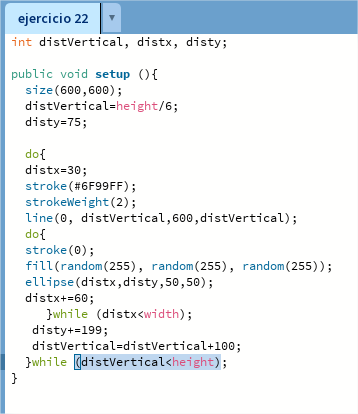 ejercicio 22
int distVertical, distx, disty;
public void setup (){
size(600,600);
distVertical=height/6;
disty=75;
do{
distx=30;
stroke(#6F99FF);
strokeWeight(2);
line(0, distVertical,600,distVertical);
do{
stroke(0);
fill(random(255), random(255), random(255));
ellipse(distx,disty,50,50);
distx+=60;
}while (distx<width);
disty+=199;
distVertical=distVertical+100;
}while (distVertical<height);
}